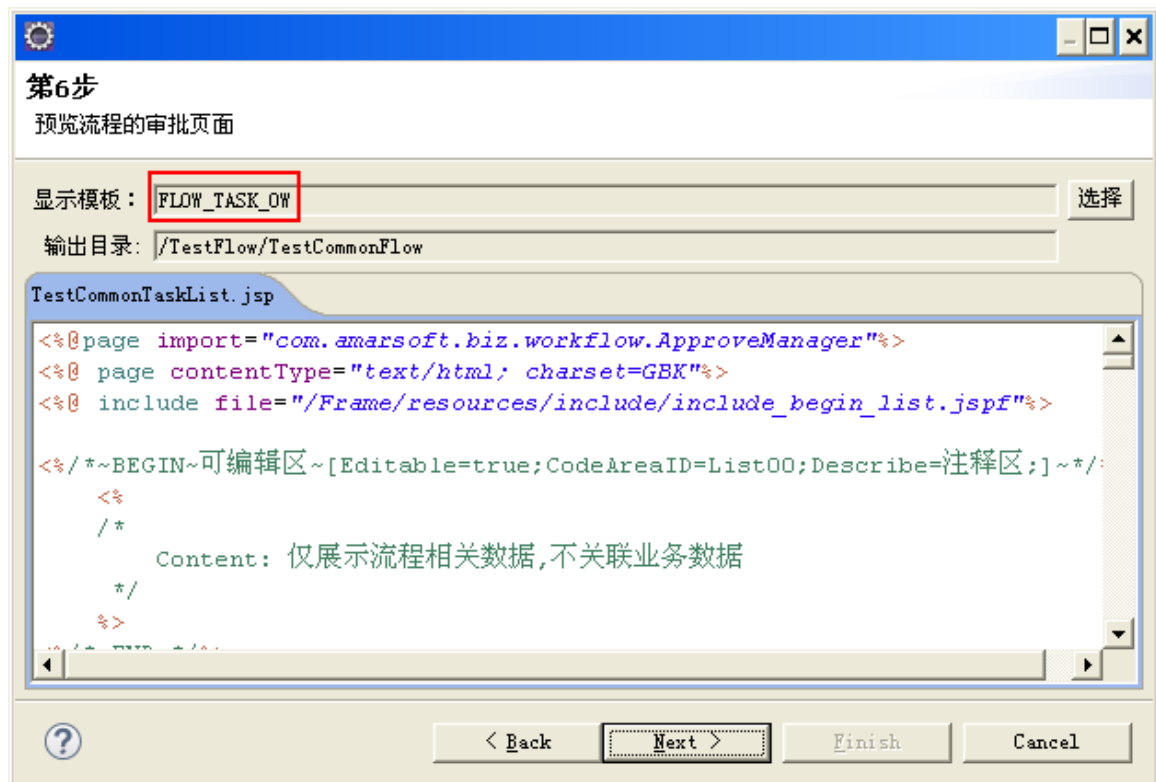 第6步
预览流程的审批页面
显示模板： FLOW_TASK_OW 选择
输出目录: /TestFlow/TestCommonFlow
TestCommonTaskList.jsp
<%@page import="com.amarsoft.biz.workflow.ApproveManager"%>
<%@ page contentType="text/html; charset=GBK"%>
<%@ include file="/Frame/resources/include/include_begin_list.jspf"%>
<%/*~BEGIN~可编辑区~[Editable=true;CodeAreaID=List00;Describe=注释区;]~*/
<%
/*
Content: 仅展示流程相关数据,不关联业务数据
*/
%>
? < Back Next > Finish Cancel